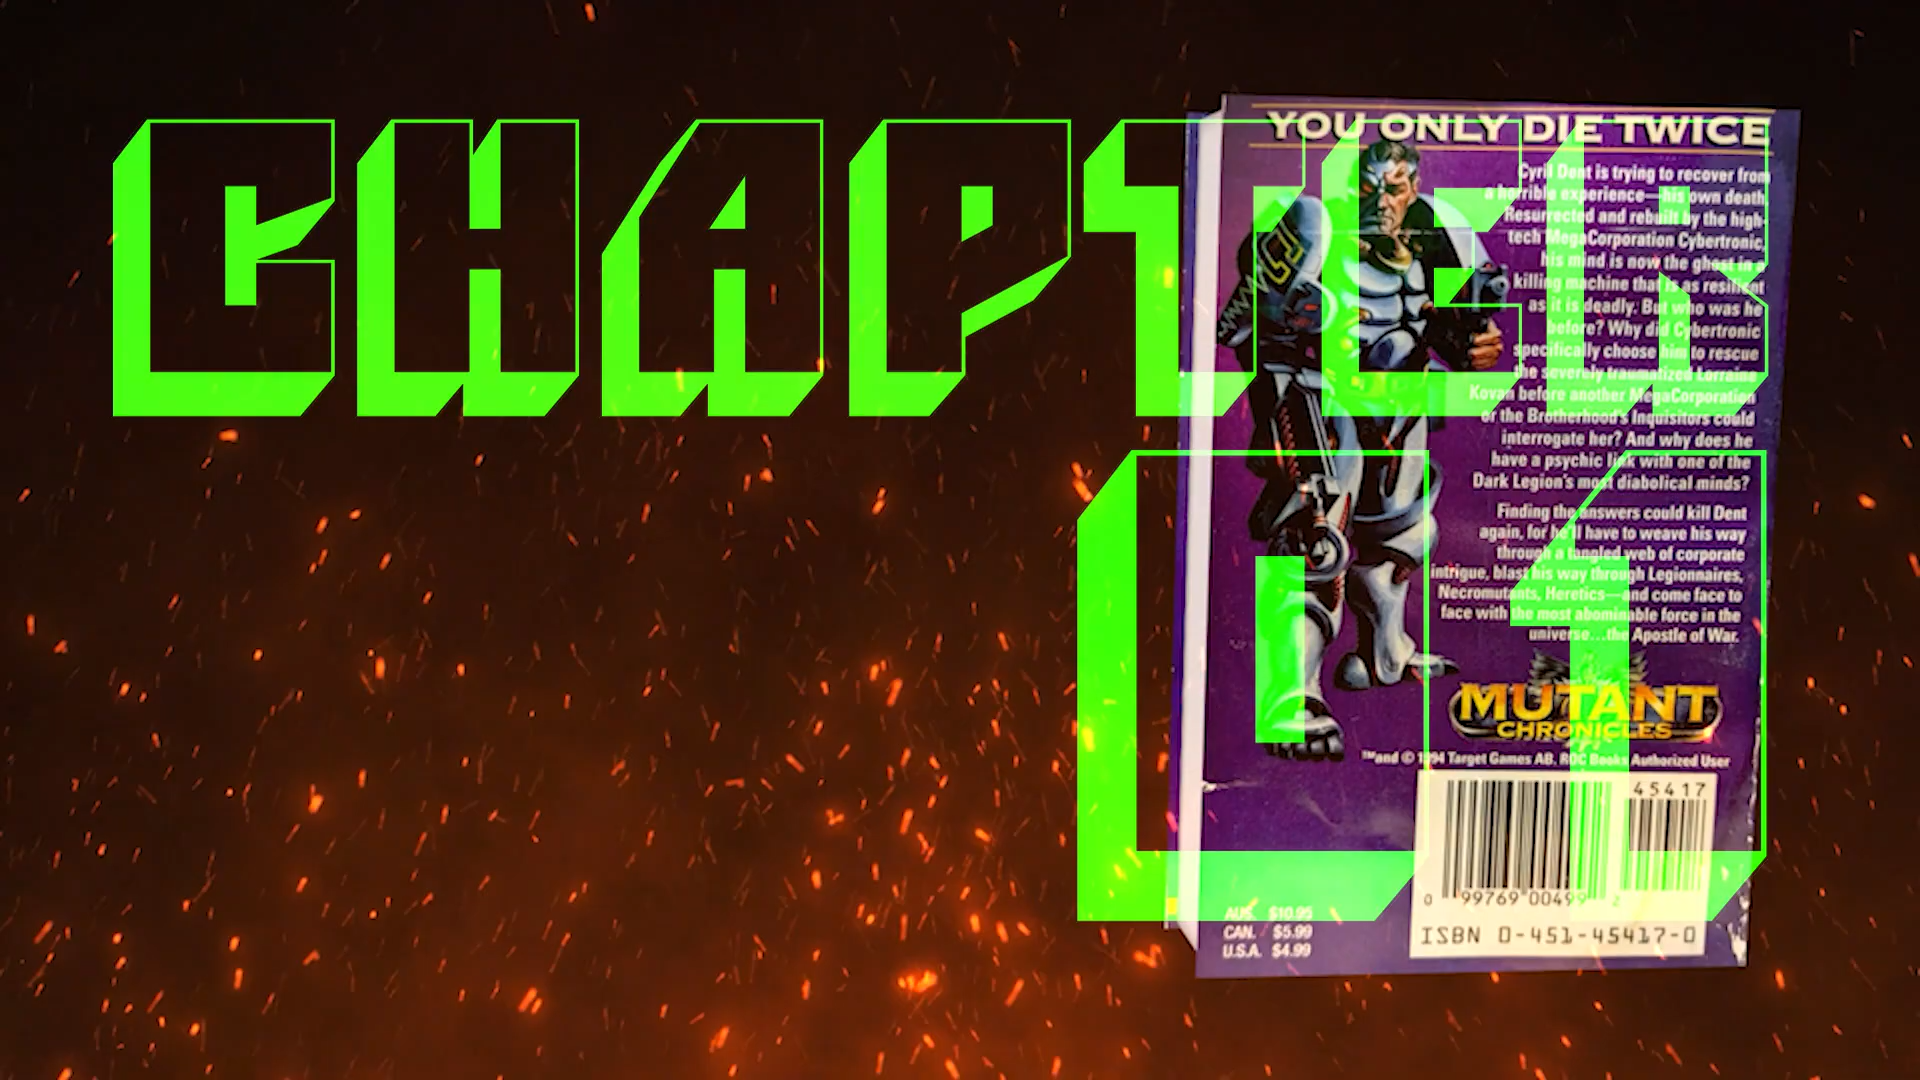 CHAPTER
01
YOU ONLY DIE TWICE
Cyril Dent is trying to recover from
a horrible experience—his own death.
Resurrected and rebuilt by the high-
tech MegaCorporation Cybertronic,
his mind is now the ghost in a
killing machine that is as resilient
as it is deadly. But who was he
before? Why did Cybertronic
specifically choose him to rescue
the severely traumatized Lorraine
Kovan before another MegaCorporation
or the Brotherhood's Inquisitors could
interrogate her? And why does he
have a psychic link with one of the
Dark Legion's most diabolical minds?
Finding the answers could kill Dent
again, for he'll have to weave his way
through a tangled web of corporate
intrigue, blast his way through Legionnaires,
Necromutants, Heretics—and come face to
face with the most abominable force in the
universe...the Apostle of War.
MUTANT
CHRONICLES
™and © 1994 Target Games AB. ROC Books Authorized User
45417
0 99769 00499 2
ISBN 0-451-45417-0
AUS. $10.95
CAN. $5.99
U.S.A. $4.99